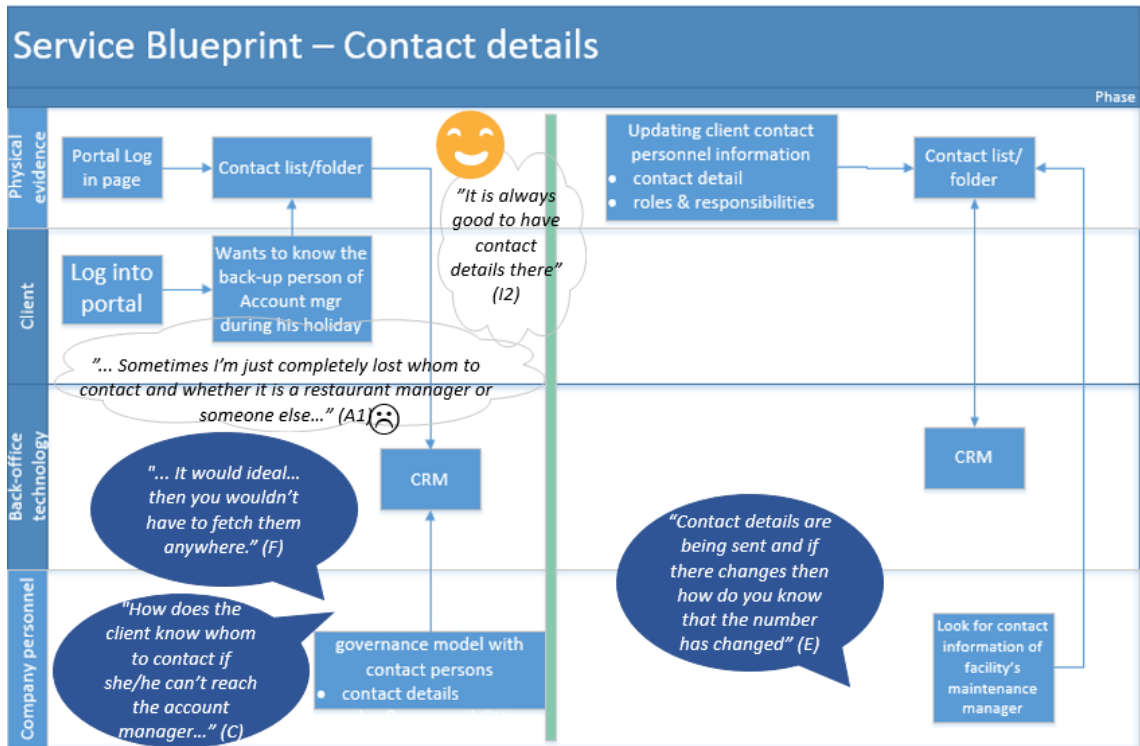 Service Blueprint – Contact details
Phase
Physical
evidence
Portal Log
in page
Contact list/folder
”It is always
good to have
contact
details there”
(I2)
Updating client contact
personnel information
• contact detail
• roles & responsibilities
Contact list/
folder
Client
Log into
portal
Wants to know the
back-up person of
Account mgr
during his holiday
”... Sometimes I’m just completely lost whom to
contact and whether it is a restaurant manager or
someone else…” (A1)
Back-office
technology
"... It would ideal…
then you wouldn’t
have to fetch them
anywhere.” (F)
CRM
CRM
“Contact details are
being sent and if
there changes then
how do you know
that the number
has changed” (E)
Company personnel
"How does the
client know whom
to contact if
she/he can’t reach
the account
manager…” (C)
governance model with
contact persons
• contact details
Look for contact
information of
facility’s
maintenance
manager